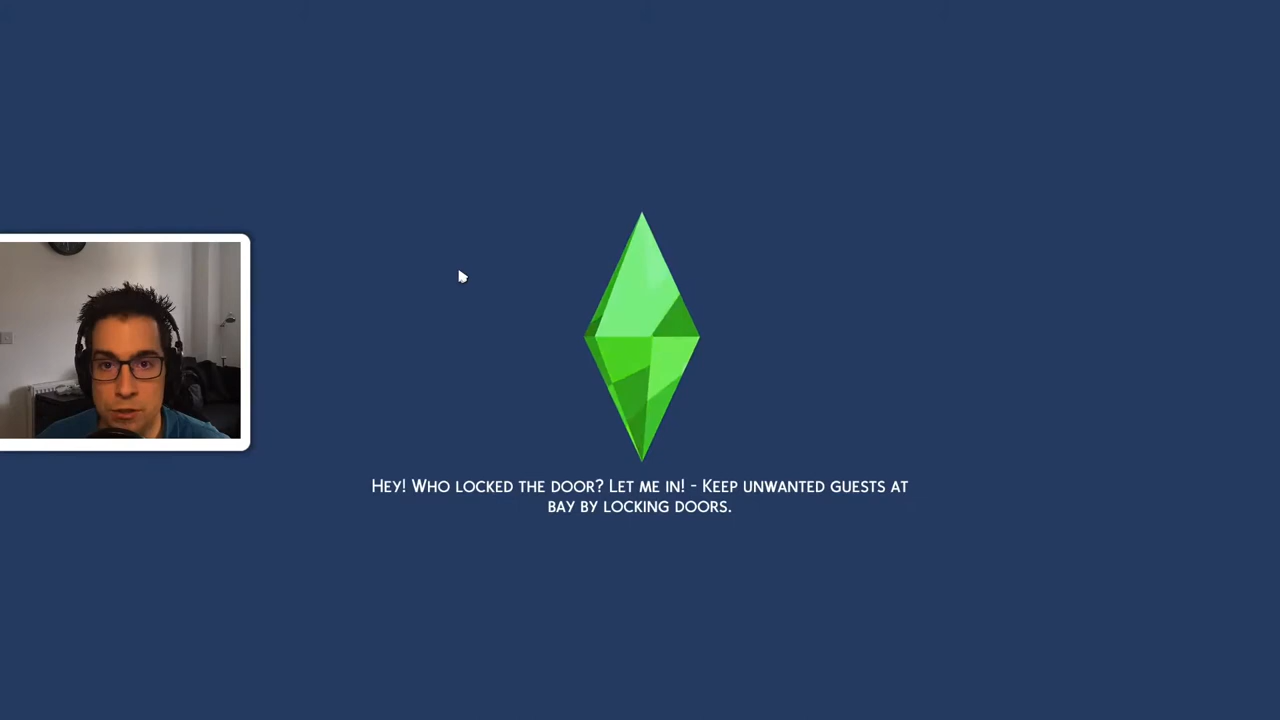 Hey! Who locked the door? Let me in! - Keep unwanted guests at
bay by locking doors.